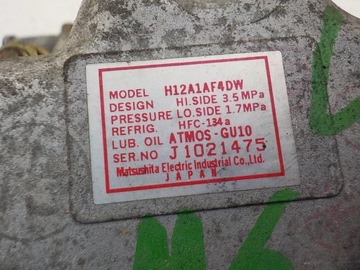 MODEL H12A1AF4DW
DESIGN HI.SIDE 3.5MPa
PRESSURE LO.SIDE 1.7MPa
REFRIG. HFC-134a
LUB. OIL ATMOS-GU10
SER.NO J1021475
Matsushita Electric Industrial Co.,Ltd.
JAPAN